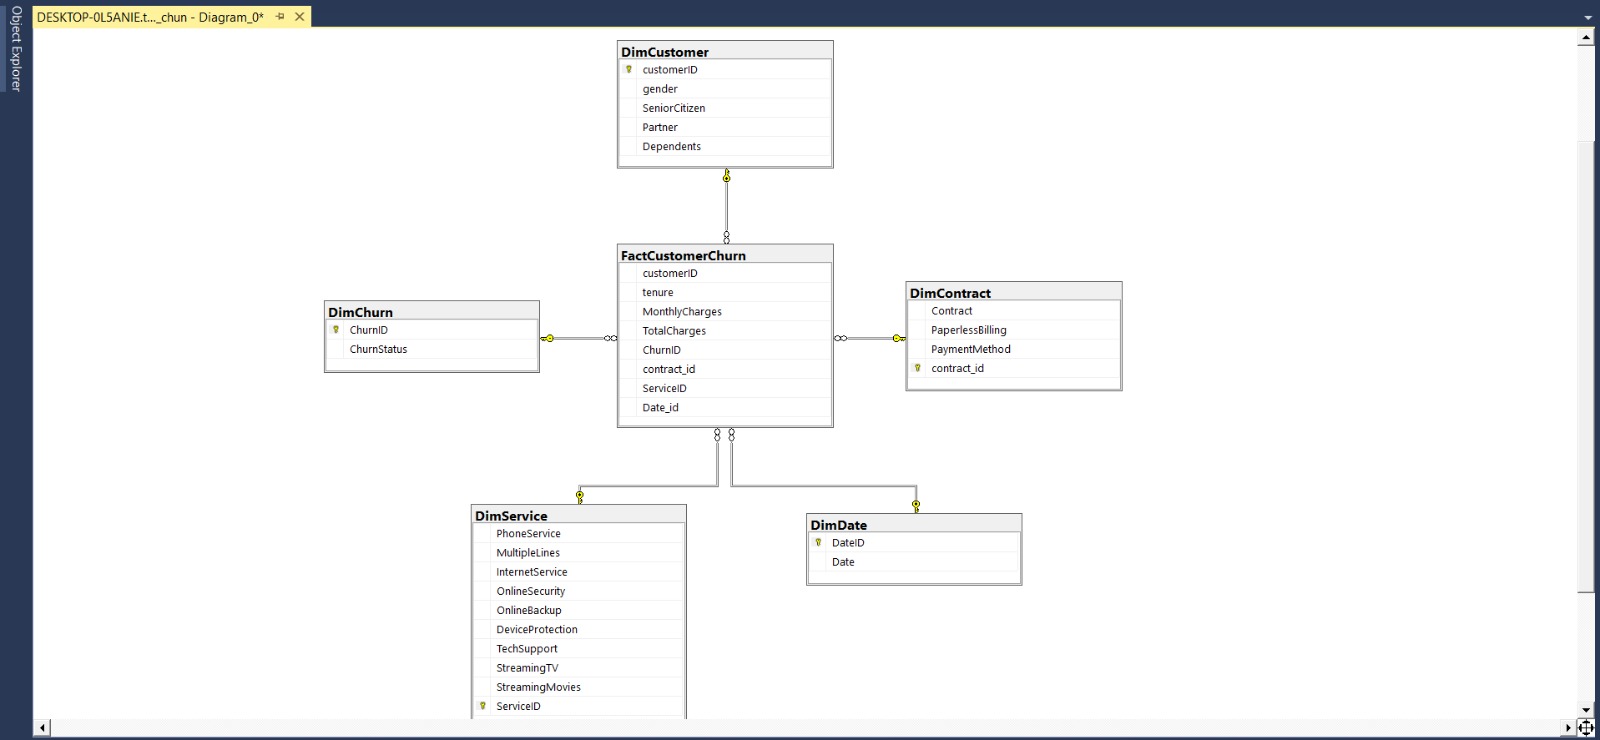 Object Explorer
DESKTOP-0L5ANIE.t..._chun - Diagram_0*
DimCustomer
customerID
gender
SeniorCitizen
Partner
Dependents
FactCustomerChurn
customerID
tenure
MonthlyCharges
TotalCharges
ChurnID
contract_id
ServiceID
Date_id
DimChurn
ChurnID
ChurnStatus
DimContract
Contract
PaperlessBilling
PaymentMethod
contract_id
DimService
PhoneService
MultipleLines
InternetService
OnlineSecurity
OnlineBackup
DeviceProtection
TechSupport
StreamingTV
StreamingMovies
ServiceID
DimDate
DateID
Date